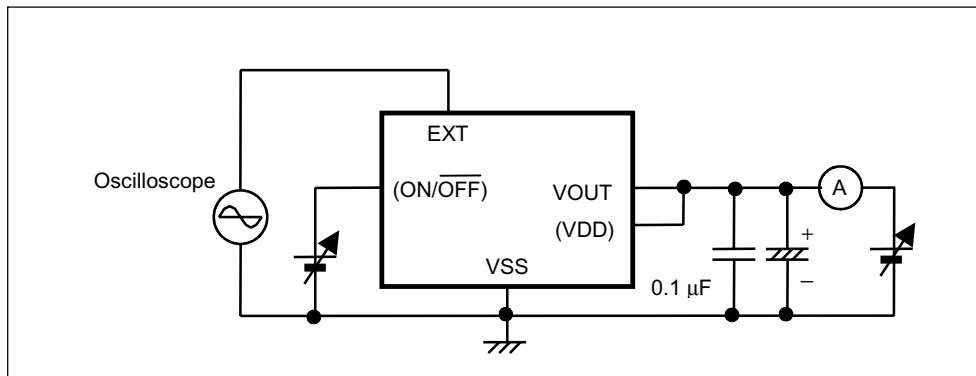 EXT
Oscilloscope
(ON/OFF)
VOUT
(VDD)
VSS
A
0.1 μF
+
−